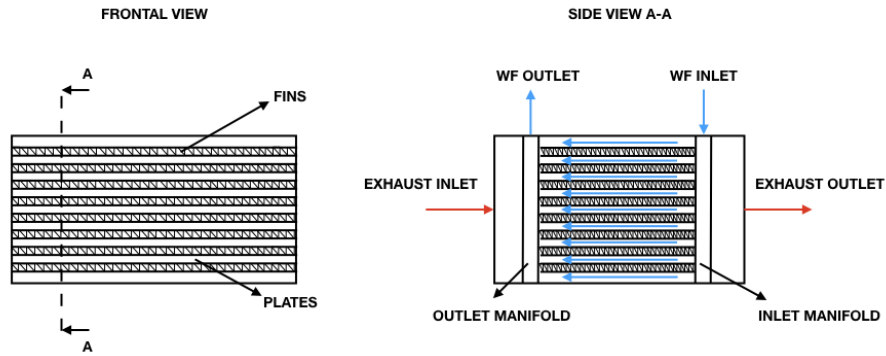 FRONTAL VIEW
SIDE VIEW A-A
A
FINS
WF OUTLET
WF INLET
EXHAUST INLET
EXHAUST OUTLET
PLATES
OUTLET MANIFOLD
INLET MANIFOLD
A